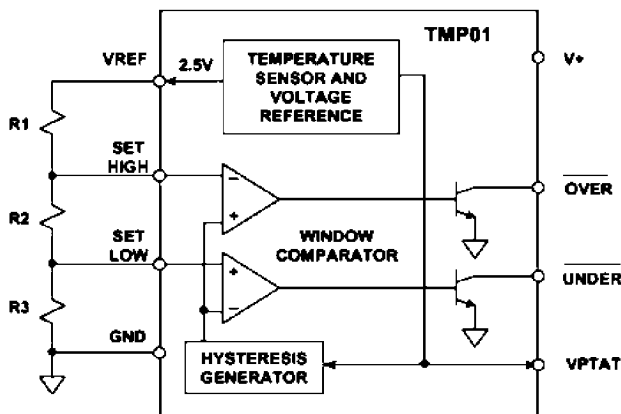 TMP01
VREF
2.5V
TEMPERATURE
SENSOR AND
VOLTAGE
REFERENCE
V+
R1
SET
HIGH
−
+
OVER
R2
SET
LOW
WINDOW
COMPARATOR
+
−
UNDER
R3
GND
HYSTERESIS
GENERATOR
VPTAT